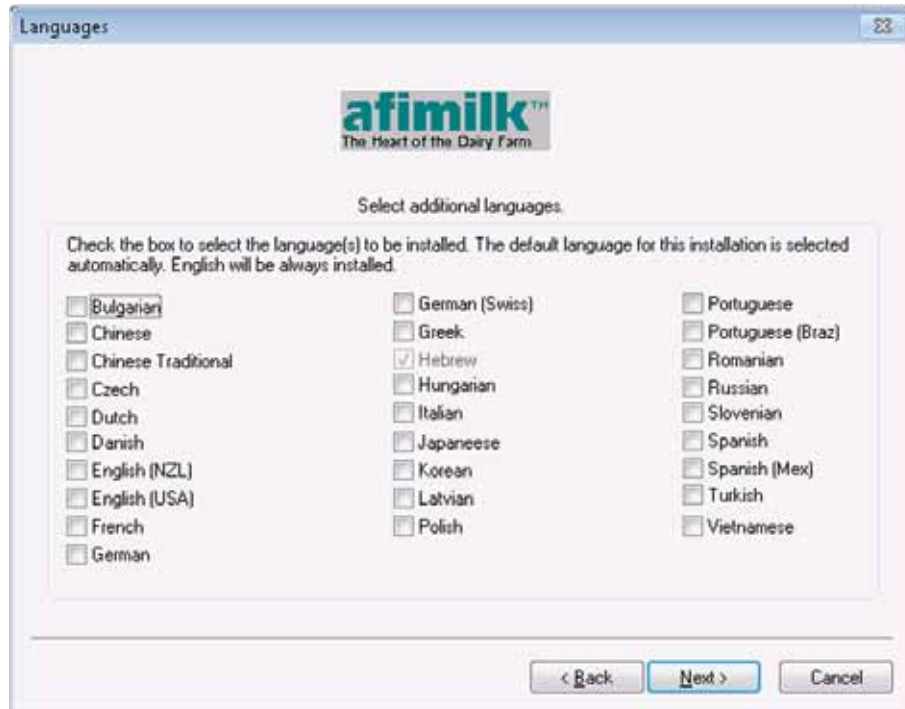 Languages
afimilk™
The Heart of the Dairy Farm
Select additional languages.
Check the box to select the language(s) to be installed. The default language for this installation is selected
automatically. English will be always installed.
Bulgarian
Chinese
Chinese Traditional
Czech
Dutch
Danish
English (NZL)
English (USA)
French
German
German (Swiss)
Greek
Hebrew
Hungarian
Italian
Japaneese
Korean
Latvian
Polish
Portuguese
Portuguese (Braz)
Romanian
Russian
Slovenian
Spanish
Spanish (Mex)
Turkish
Vietnamese
< Back
Next >
Cancel